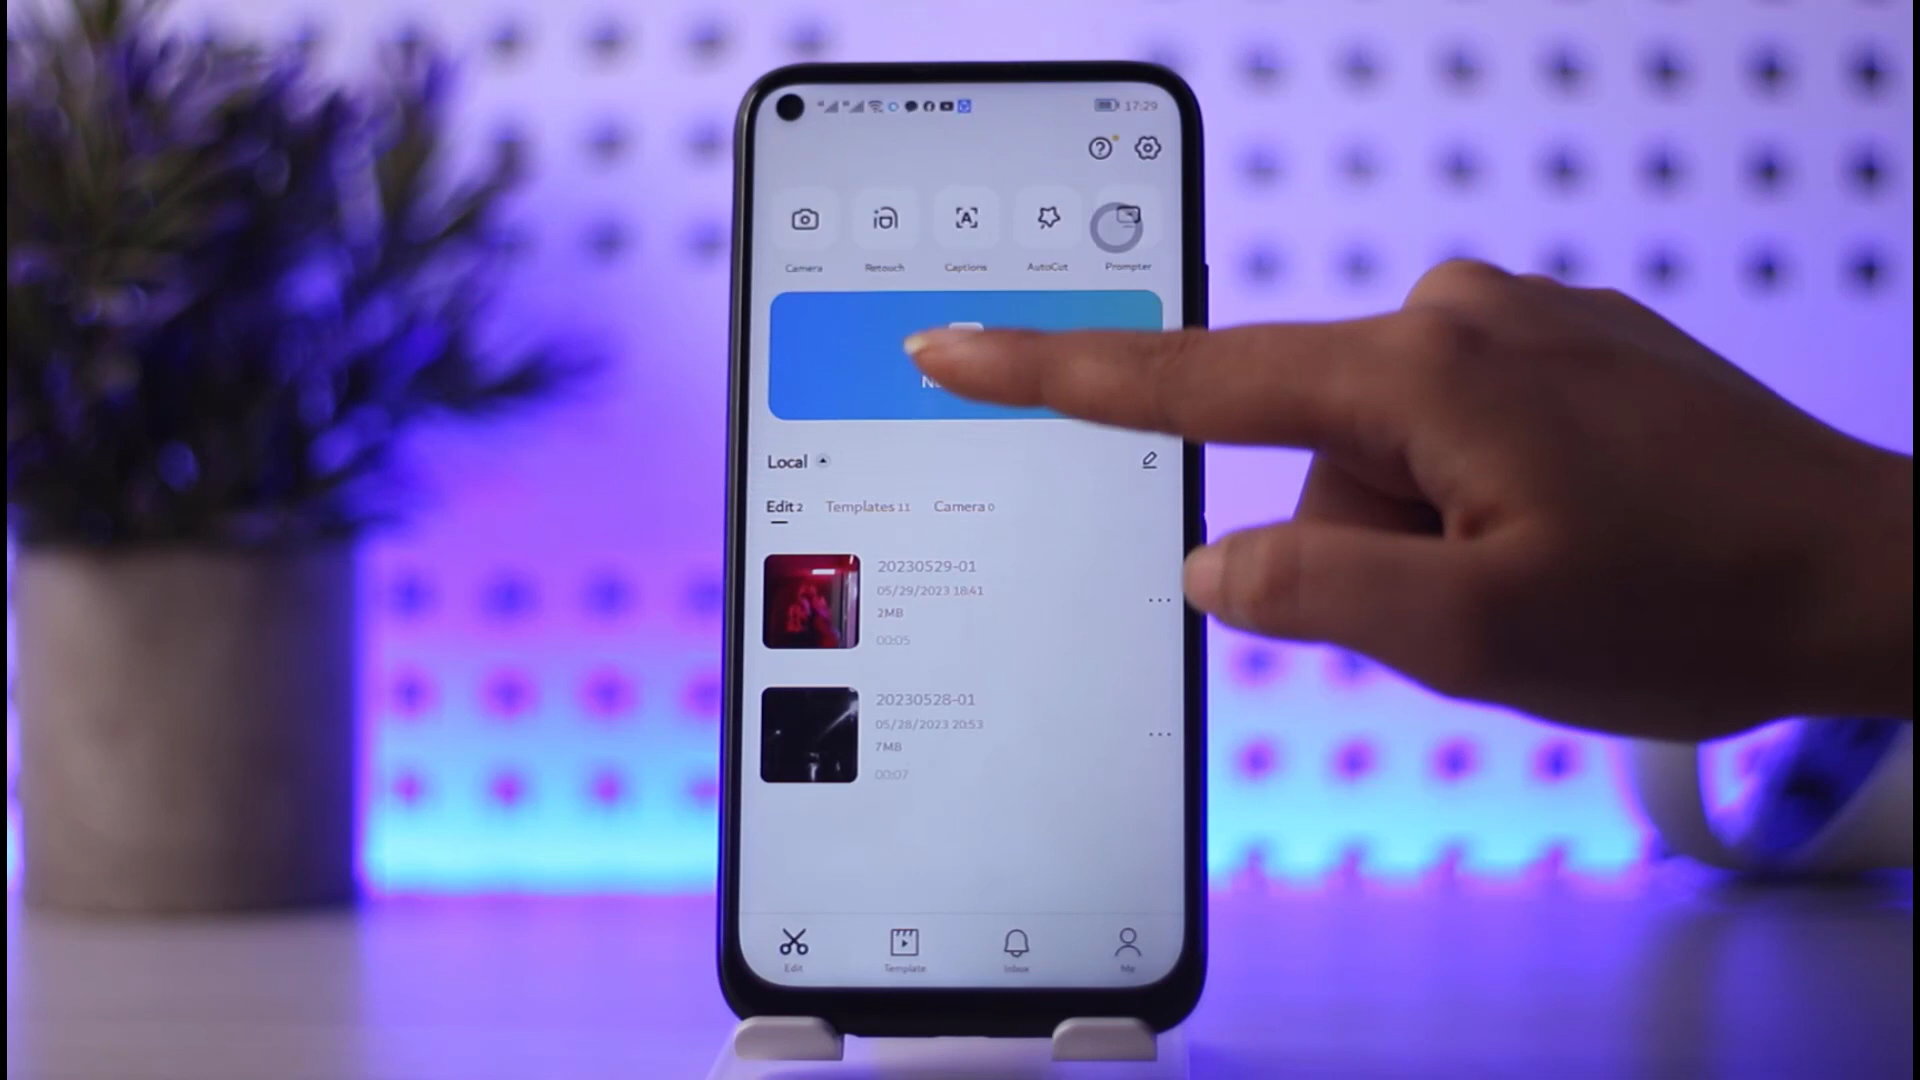 17:29
Camera Retouch Captions AutoCut Prompter
Local
Edit 2 Templates 11 Camera 0
20230529-01
05/29/2023 18:41
2MB
00:05
20230528-01
05/28/2023 20:53
7MB
00:07
Edit Template Inbox Me